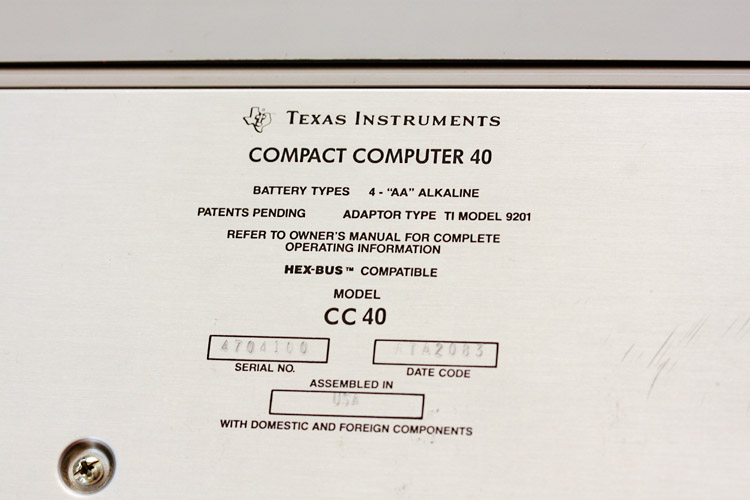 TEXAS INSTRUMENTS
COMPACT COMPUTER 40
BATTERY TYPES 4 - "AA" ALKALINE
PATENTS PENDING ADAPTOR TYPE TI MODEL 9201
REFER TO OWNER'S MANUAL FOR COMPLETE
OPERATING INFORMATION
HEX-BUS™ COMPATIBLE
MODEL
CC 40
4704100
SERIAL NO. DATE CODE
ASSEMBLED IN
USA
WITH DOMESTIC AND FOREIGN COMPONENTS